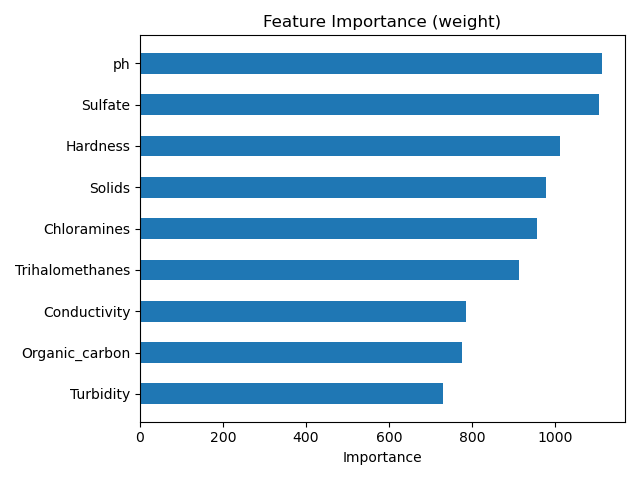 Feature Importance (weight)
ph
Sulfate
Hardness
Solids
Chloramines
Trihalomethanes
Conductivity
Organic_carbon
Turbidity
0 200 400 600 800 1000
Importance